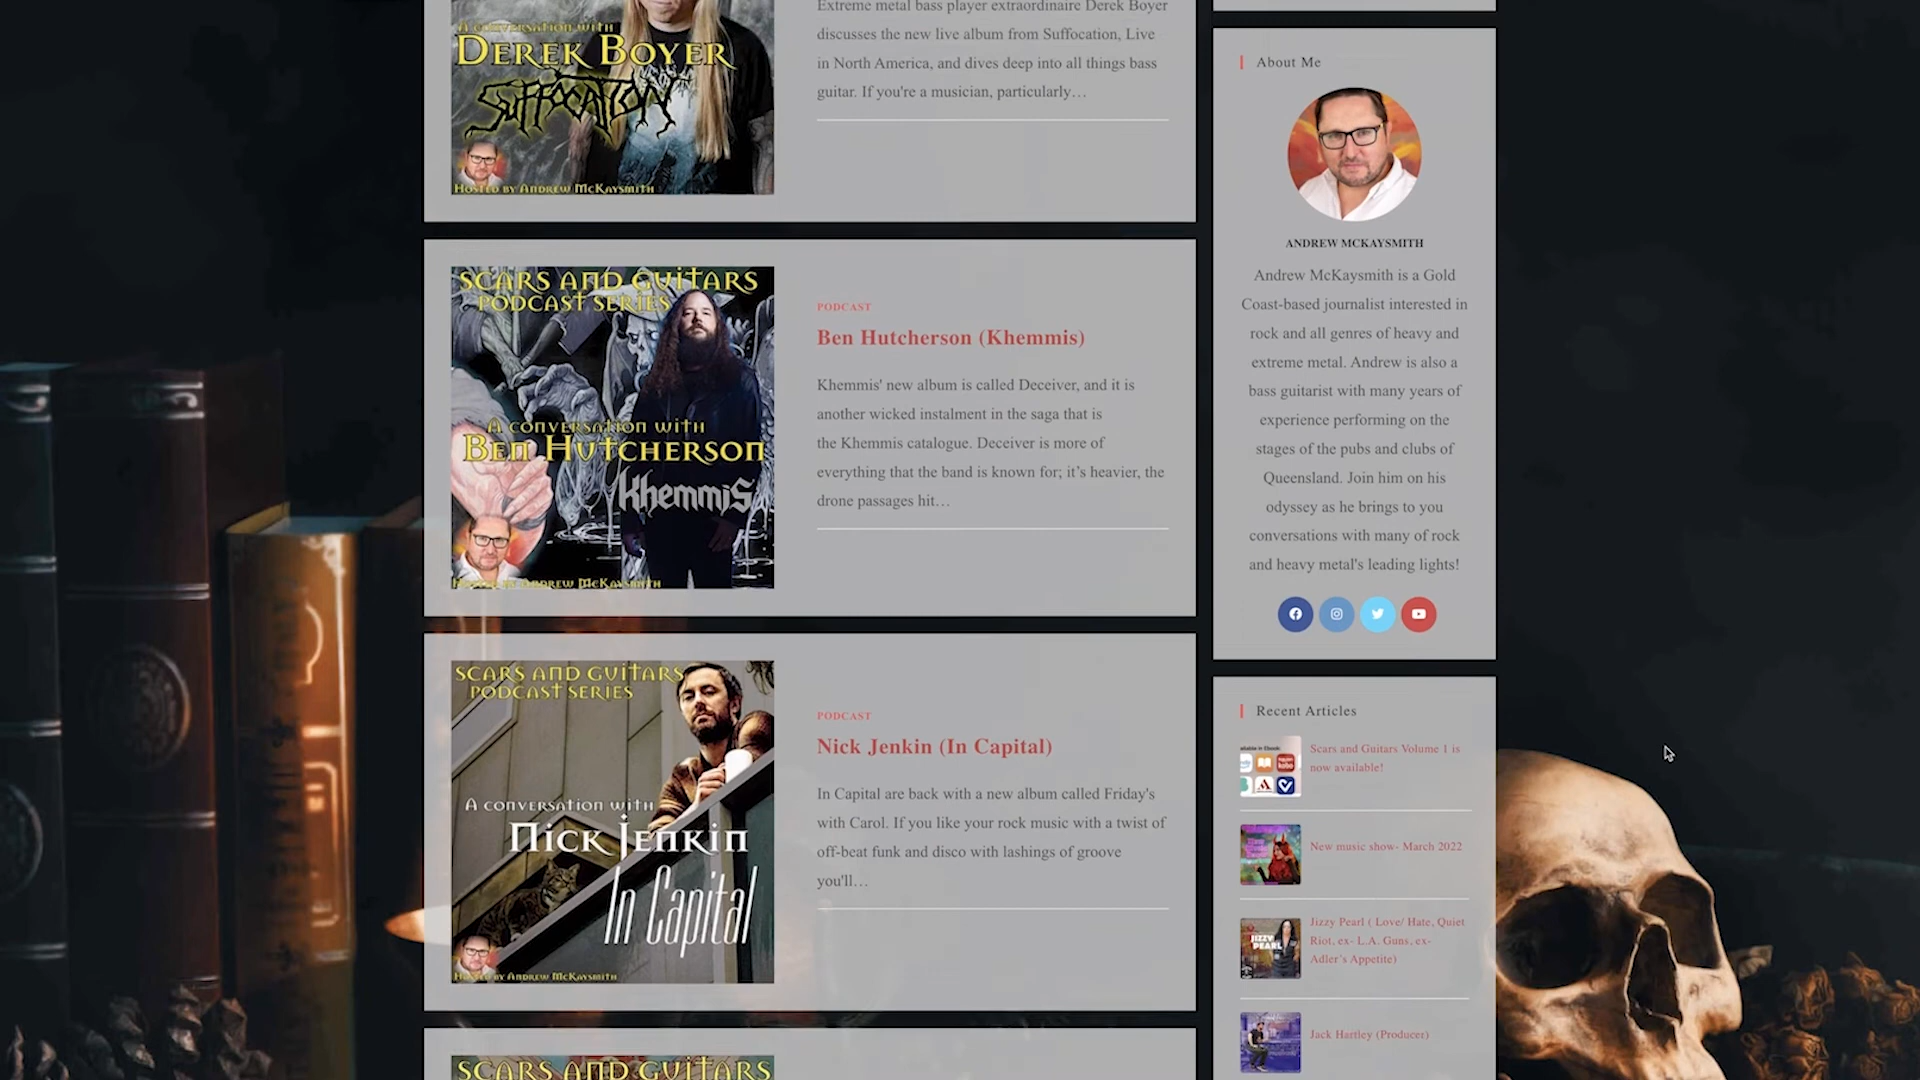 A CONVERSATION WITH
DEREK BOYER
SUFFOCATION
HOSTED BY ANDREW MCKAYSMITH
Extreme metal bass player extraordinaire Derek Boyer
discusses the new live album from Suffocation, Live
in North America, and dives deep into all things bass
guitar. If you're a musician, particularly…
SCARS AND GUITARS
PODCAST SERIES
A CONVERSATION WITH
BEN HUTCHERSON
KhemmiS
HOSTED BY ANDREW MCKAYSMITH
PODCAST
Ben Hutcherson (Khemmis)
Khemmis' new album is called Deceiver, and it is
another wicked instalment in the saga that is
the Khemmis catalogue. Deceiver is more of
everything that the band is known for; it’s heavier, the
drone passages hit…
SCARS AND GUITARS
PODCAST SERIES
A CONVERSATION WITH
NICK JENKIN
In Capital
HOSTED BY ANDREW MCKAYSMITH
PODCAST
Nick Jenkin (In Capital)
In Capital are back with a new album called Friday's
with Carol. If you like your rock music with a twist of
off-beat funk and disco with lashings of groove
you'll…
SCARS AND GUITARS
About Me
ANDREW MCKAYSMITH
Andrew McKaysmith is a Gold
Coast-based journalist interested in
rock and all genres of heavy and
extreme metal. Andrew is also a
bass guitarist with many years of
experience performing on the
stages of the pubs and clubs of
Queensland. Join him on his
odyssey as he brings to you
conversations with many of rock
and heavy metal's leading lights!
Recent Articles
Scars and Guitars Volume 1 is
now available!
New music show- March 2022
JIZZY
PEARL
Jizzy Pearl ( Love/ Hate, Quiet
Riot, ex- L.A. Guns, ex-
Adler’s Appetite)
Jack Hartley (Producer)